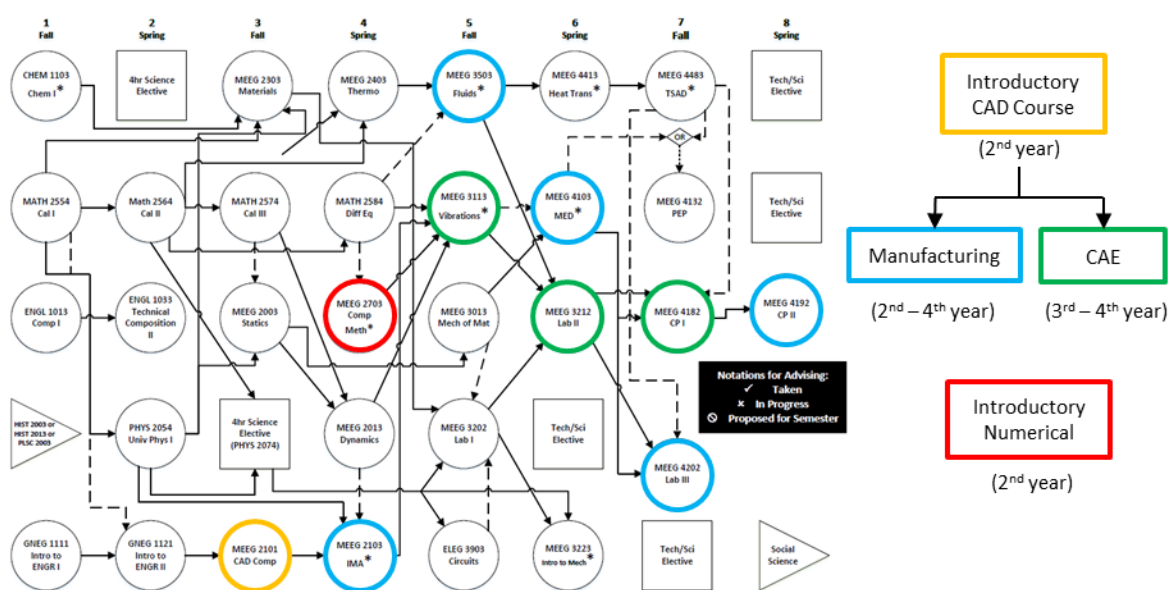 1
Fall
2
Spring
3
Fall
4
Spring
5
Fall
6
Spring
7
Fall
8
Spring
CHEM 1103
Chem I *
4hr Science
Elective
MEEG 2303
Materials
MEEG 2403
Thermo
MEEG 3503
Fluids *
MEEG 4413
Heat Trans *
MEEG 4483
TSAD *
Tech/Sci
Elective
OR
MATH 2554
Cal I
Math 2564
Cal II
MATH 2574
Cal III
MATH 2584
Diff Eq
MEEG 3113
Vibrations *
MEEG 4103
MED *
MEEG 4132
PEP
Tech/Sci
Elective
ENGL 1013
Comp I
ENGL 1033
Technical
Composition
II
MEEG 2003
Statics
MEEG 2703
Comp
Meth *
MEEG 3013
Mech of Mat
MEEG 3212
Lab II
MEEG 4182
CP I
MEEG 4192
CP II
HIST 2003 or
HIST 2013 or
PLSC 2003
PHYS 2054
Univ Phys I
4hr Science
Elective
(PHYS 2074)
MEEG 2013
Dynamics
MEEG 3202
Lab I
Tech/Sci
Elective
MEEG 4202
Lab III
Notations for Advising:
✓ Taken
× In Progress
⃠ Proposed for Semester
GNEG 1111
Intro to
ENGR I
GNEG 1121
Intro to
ENGR II
MEEG 2101
CAD Comp
MEEG 2103
IMA *
ELEG 3903
Circuits
MEEG 3223
Intro to Mech *
Tech/Sci
Elective
Social
Science
Introductory
CAD Course
(2nd year)
Manufacturing
(2nd – 4th year)
CAE
(3rd – 4th year)
Introductory
Numerical
(2nd year)